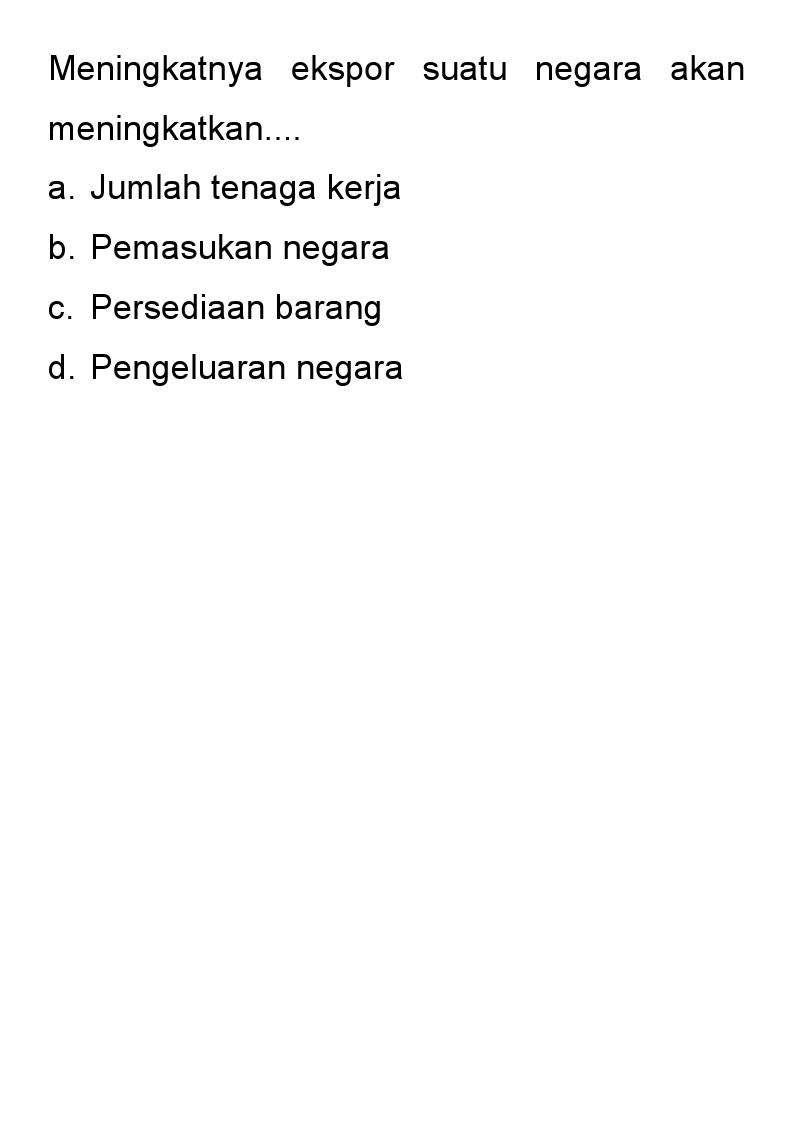 Meningkatnya ekspor suatu negara akan
meningkatkan....
a. Jumlah tenaga kerja
b. Pemasukan negara
c. Persediaan barang
d. Pengeluaran negara